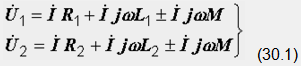 U̇₁ = İ R₁ + İ jωL₁ ± İ jωM
U̇₂ = İ R₂ + İ jωL₂ ± İ jωM
(30.1)